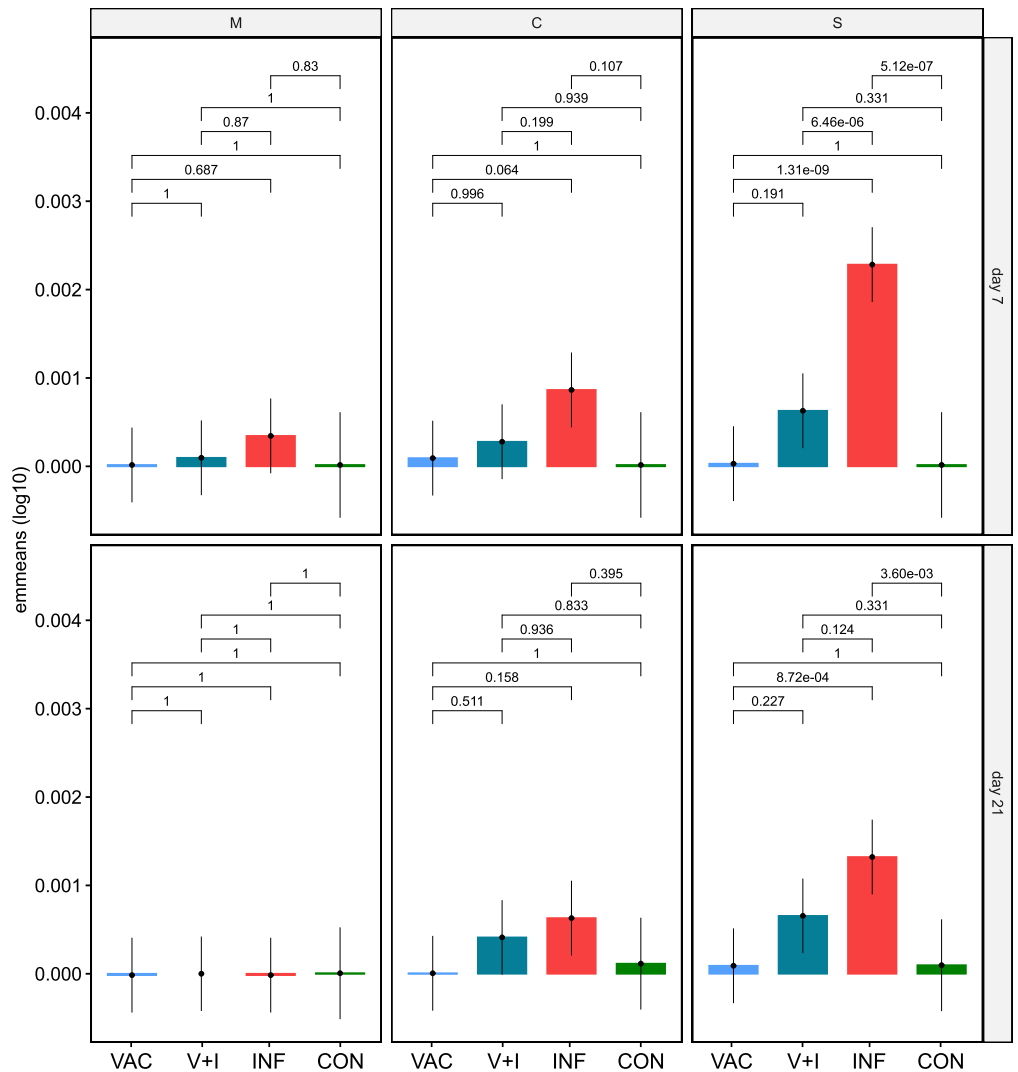 M
C
S
0.83
1
0.87
1
0.687
1
0.107
0.939
0.199
1
0.064
0.996
5.12e-07
0.331
6.46e-06
1
1.31e-09
0.191
0.004
0.003
0.002
0.001
0.000
day 7
emmeans (log10)
1
1
1
1
1
1
0.395
0.833
0.936
1
0.158
0.511
3.60e-03
0.331
0.124
1
8.72e-04
0.227
0.004
0.003
0.002
0.001
0.000
day 21
VAC V+I INF CON
VAC V+I INF CON
VAC V+I INF CON